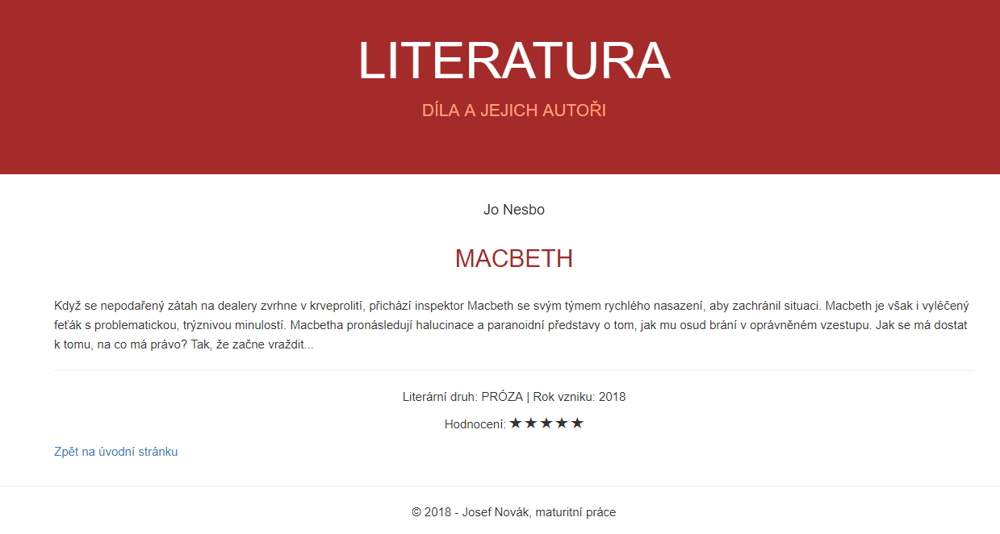 LITERATURA
DÍLA A JEJICH AUTOŘI
Jo Nesbo
MACBETH
Když se nepodařený zátah na dealery zvrhne v krveprolití, přichází inspektor Macbeth se svým týmem rychlého nasazení, aby zachránil situaci. Macbeth je však i vyléčený
feťák s problematickou, trýznivou minulostí. Macbetha pronásledují halucinace a paranoidní představy o tom, jak mu osud brání v oprávněném vzestupu. Jak se má dostat
k tomu, na co má právo? Tak, že začne vraždit...
Literární druh: PRÓZA | Rok vzniku: 2018
Hodnocení: ★★★★★
Zpět na úvodní stránku
© 2018 - Josef Novák, maturitní práce